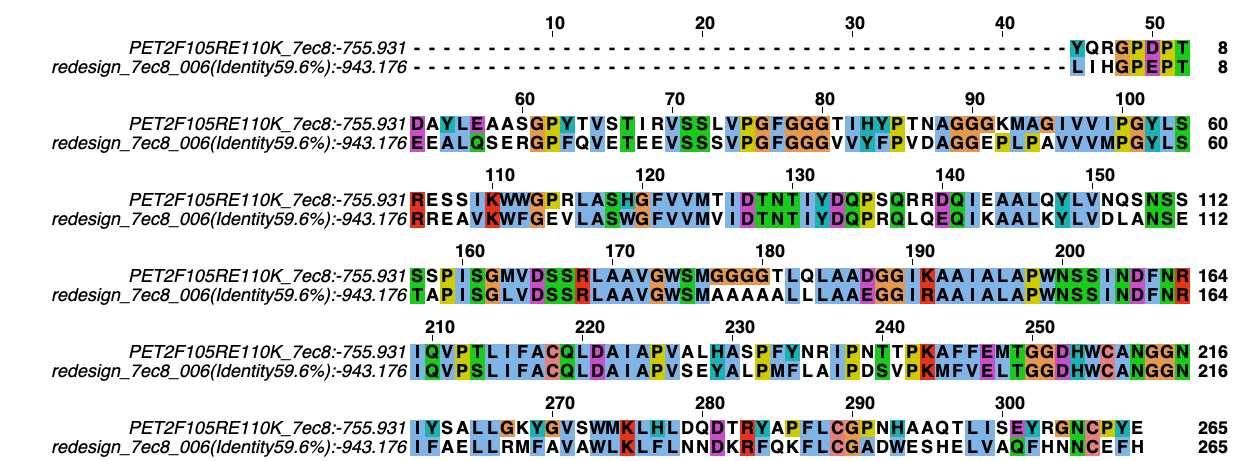 10 20 30 40 50
PET2F105RE110K_7ec8:-755.931 --------------------------------------------YQRGPDPT 8
redesign_7ec8_006(Identity59.6%):-943.176 --------------------------------------------LIHGPEPT 8
60 70 80 90 100
PET2F105RE110K_7ec8:-755.931 DAYLEAASGPYTVSTIRVSSLVPGFGGGTIHYPTNAGGGKMAGIVVIPGYLS 60
redesign_7ec8_006(Identity59.6%):-943.176 EEALQSERGPFQVETEEVSSSVPGFGGGVVYFPVDAGGEPLPAVVVMPGYLS 60
110 120 130 140 150
PET2F105RE110K_7ec8:-755.931 RESSIKWWGPRLASHGFVVMTIDTNTIYDQPSQRRDQIEAALQYLVNQSNSS 112
redesign_7ec8_006(Identity59.6%):-943.176 RREAVKWFGEVLASWGFVVMVIDTNTIYDQPRQLQEQIKAALKYLVDLANSE 112
160 170 180 190 200
PET2F105RE110K_7ec8:-755.931 SSPISGMVDSSRLAAVGWSMGGGGTLQLAADGGIKAAIALAPWNSSINDFNR 164
redesign_7ec8_006(Identity59.6%):-943.176 TAPISGLVDSSRLAAVGWSMAAAAALLLAAEGGIRAAIALAPWNSSINDFNR 164
210 220 230 240 250
PET2F105RE110K_7ec8:-755.931 IQVPTLIFACQLDAIAPVALHASPFYNRIPNTTPKAFFEMTGGDHWCANGGN 216
redesign_7ec8_006(Identity59.6%):-943.176 IQVPSLIFACQLDAIAPVSEYALPMFLAIPDSVPKMFVELTGGDHWCANGGN 216
270 280 290 300
PET2F105RE110K_7ec8:-755.931 IYSALLGKYGVSWMKLHLDQDTRYAPFLCGPNHAAQTLISEYRGNCPYE 265
redesign_7ec8_006(Identity59.6%):-943.176 IFAELLRMFAVAWLKLFLNNDKRFQKFLCGADWESHELVAQFHNNCEFH 265